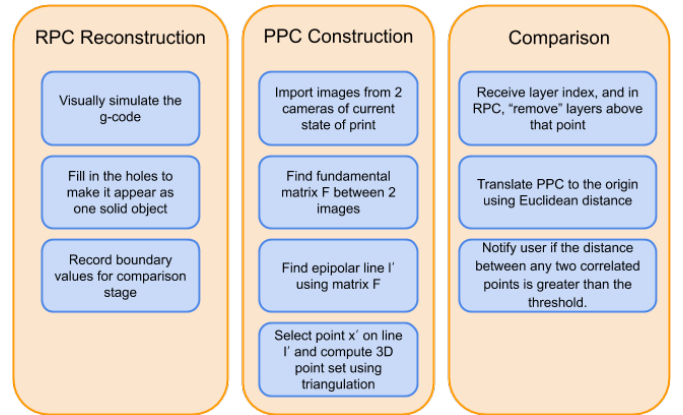 RPC Reconstruction
Visually simulate the
g-code
Fill in the holes to
make it appear as
one solid object
Record boundary
values for comparison
stage
PPC Construction
Import images from 2
cameras of current
state of print
Find fundamental
matrix F between 2
images
Find epipolar line l′
using matrix F
Select point x′ on line
l′ and compute 3D
point set using
triangulation
Comparison
Receive layer index, and in
RPC, “remove” layers above
that point
Translate PPC to the origin
using Euclidean distance
Notify user if the distance
between any two correlated
points is greater than the
threshold.